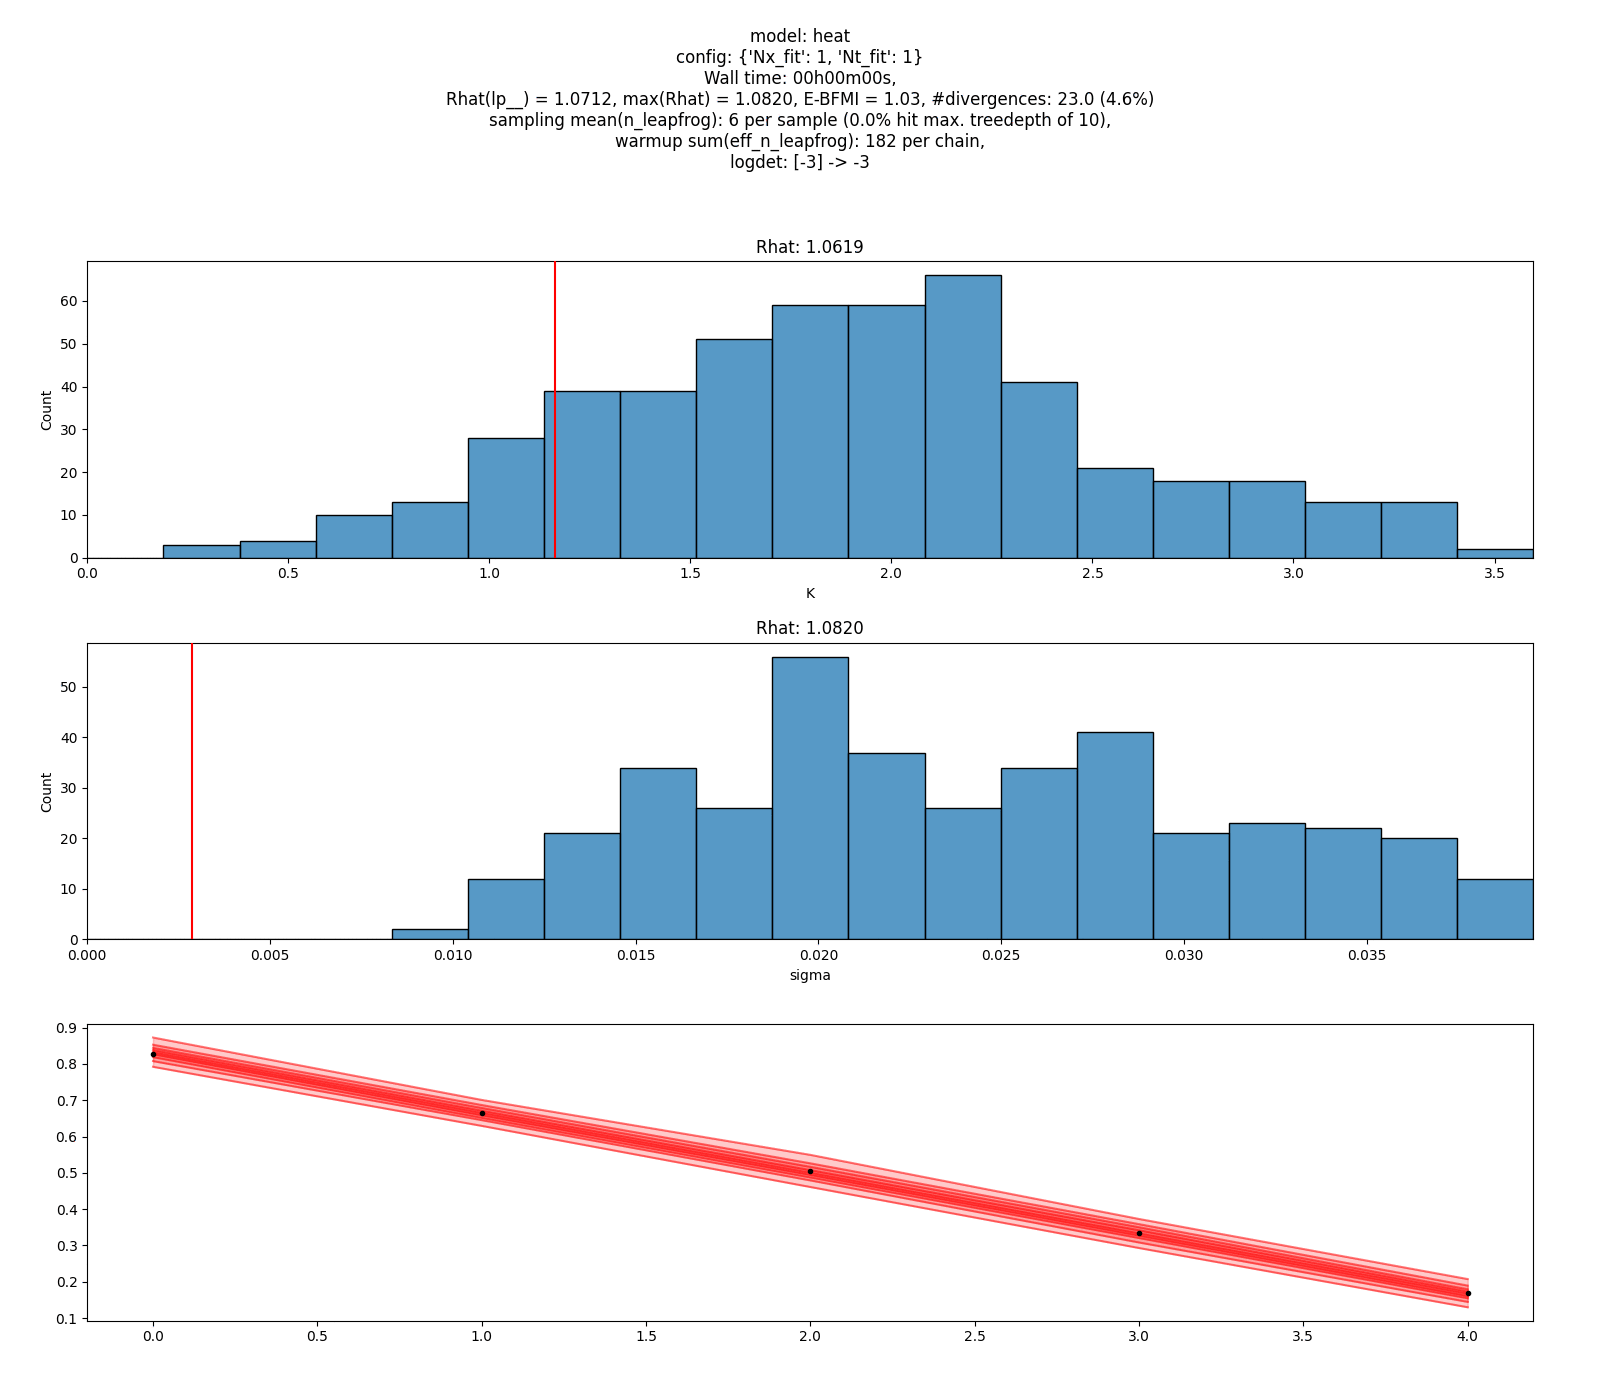 model: heat
config: {'Nx_fit': 1, 'Nt_fit': 1}
Wall time: 00h00m00s,
Rhat(lp__) = 1.0712, max(Rhat) = 1.0820, E-BFMI = 1.03, #divergences: 23.0 (4.6%)
sampling mean(n_leapfrog): 6 per sample (0.0% hit max. treedepth of 10),
warmup sum(eff_n_leapfrog): 182 per chain,
logdet: [-3] -> -3
Rhat: 1.0619
60
50
40
30
20
10
0
Count
0.0 0.5 1.0 1.5 2.0 2.5 3.0 3.5
K
Rhat: 1.0820
50
40
30
20
10
0
Count
0.000 0.005 0.010 0.015 0.020 0.025 0.030 0.035
sigma
0.9
0.8
0.7
0.6
0.5
0.4
0.3
0.2
0.1
0.0 0.5 1.0 1.5 2.0 2.5 3.0 3.5 4.0